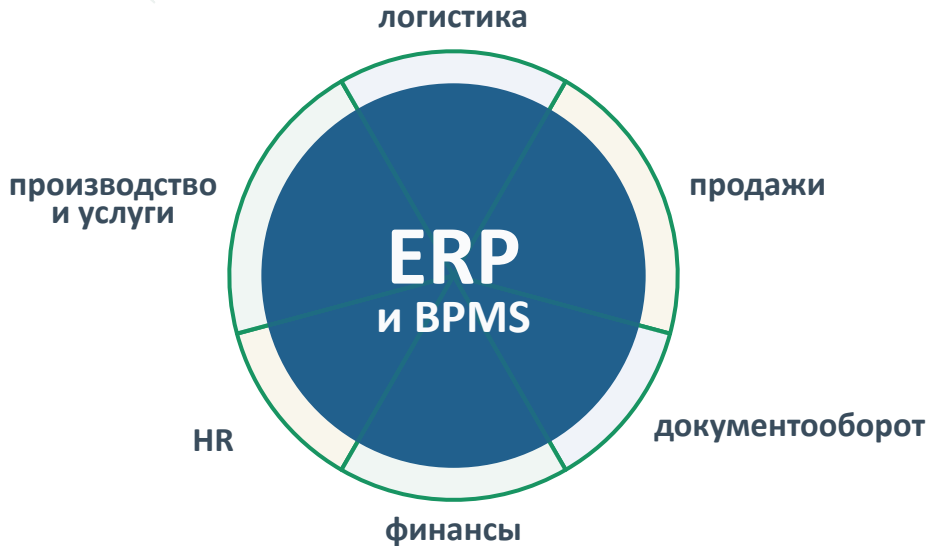 логистика
производство
и услуги
продажи
ERP
и BPMS
HR
документооборот
финансы